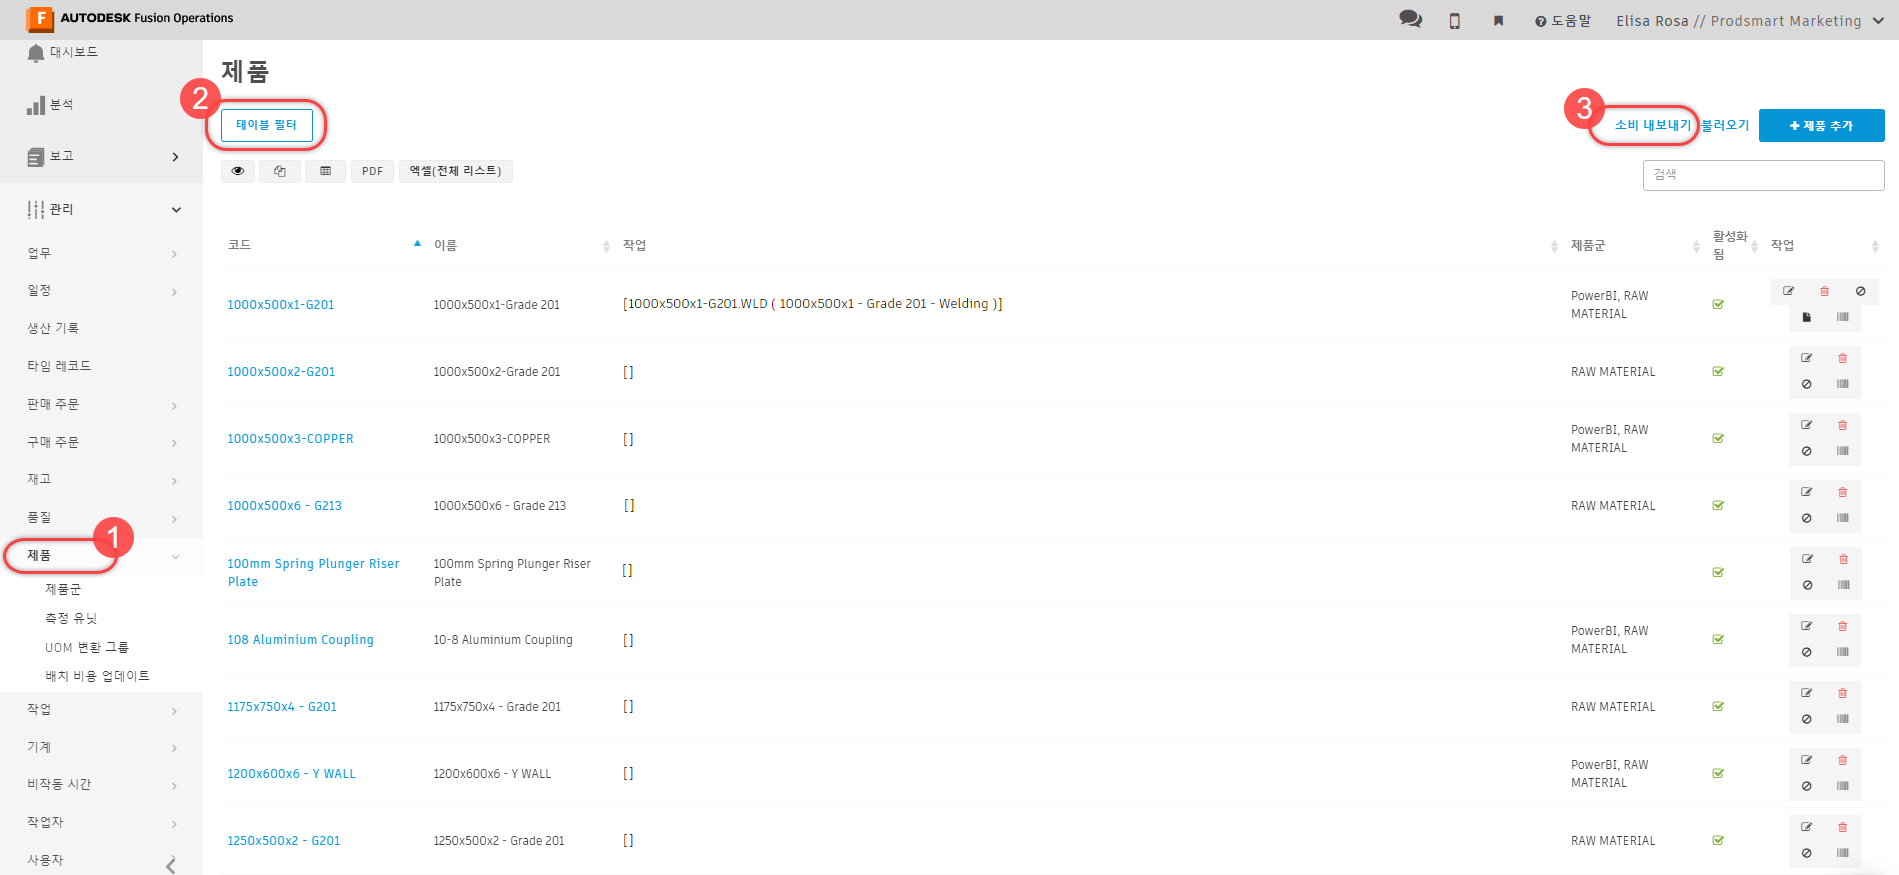 F AUTODESK Fusion Operations
도움말
Elisa Rosa // Prodsmart Marketing
대시보드
분석
보고
관리
업무
일정
생산 기록
타임 레코드
판매 주문
구매 주문
재고
품질
제품
1
제품군
측정 유닛
UOM 변환 그룹
배치 비용 업데이트
작업
기계
비작동 시간
작업자
사용자
제품
2
테이블 필터
3
소비 내보내기
불러오기
+ 제품 추가
PDF
엑셀(전체 리스트)
검색
코드 이름 작업 제품군 활성화 작업
됨
1000x500x1-G201 1000x500x1-Grade 201 [1000x500x1-G201.WLD ( 1000x500x1 - Grade 201 - Welding )] PowerBI, RAW
MATERIAL
1000x500x2-G201 1000x500x2-Grade 201 [] RAW MATERIAL
1000x500x3-COPPER 1000x500x3-COPPER [] PowerBI, RAW
MATERIAL
1000x500x6 - G213 1000x500x6 - Grade 213 [] RAW MATERIAL
100mm Spring Plunger Riser 100mm Spring Plunger Riser []
Plate Plate
108 Aluminium Coupling 10-8 Aluminium Coupling [] PowerBI, RAW
MATERIAL
1175x750x4 - G201 1175x750x4 - Grade 201 [] RAW MATERIAL
1200x600x6 - Y WALL 1200x600x6 - Y WALL [] PowerBI, RAW
MATERIAL
1250x500x2 - G201 1250x500x2 - Grade 201 [] RAW MATERIAL